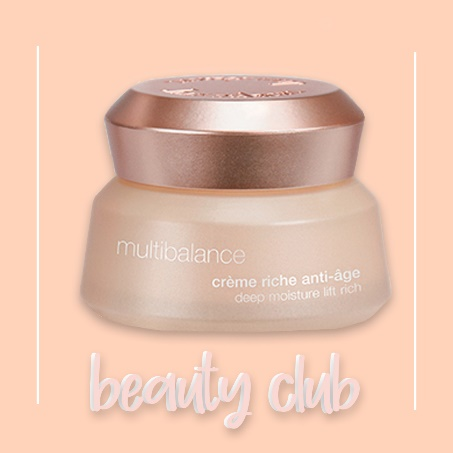 multibalance
crème riche anti-âge
deep moisture lift rich
beauty club